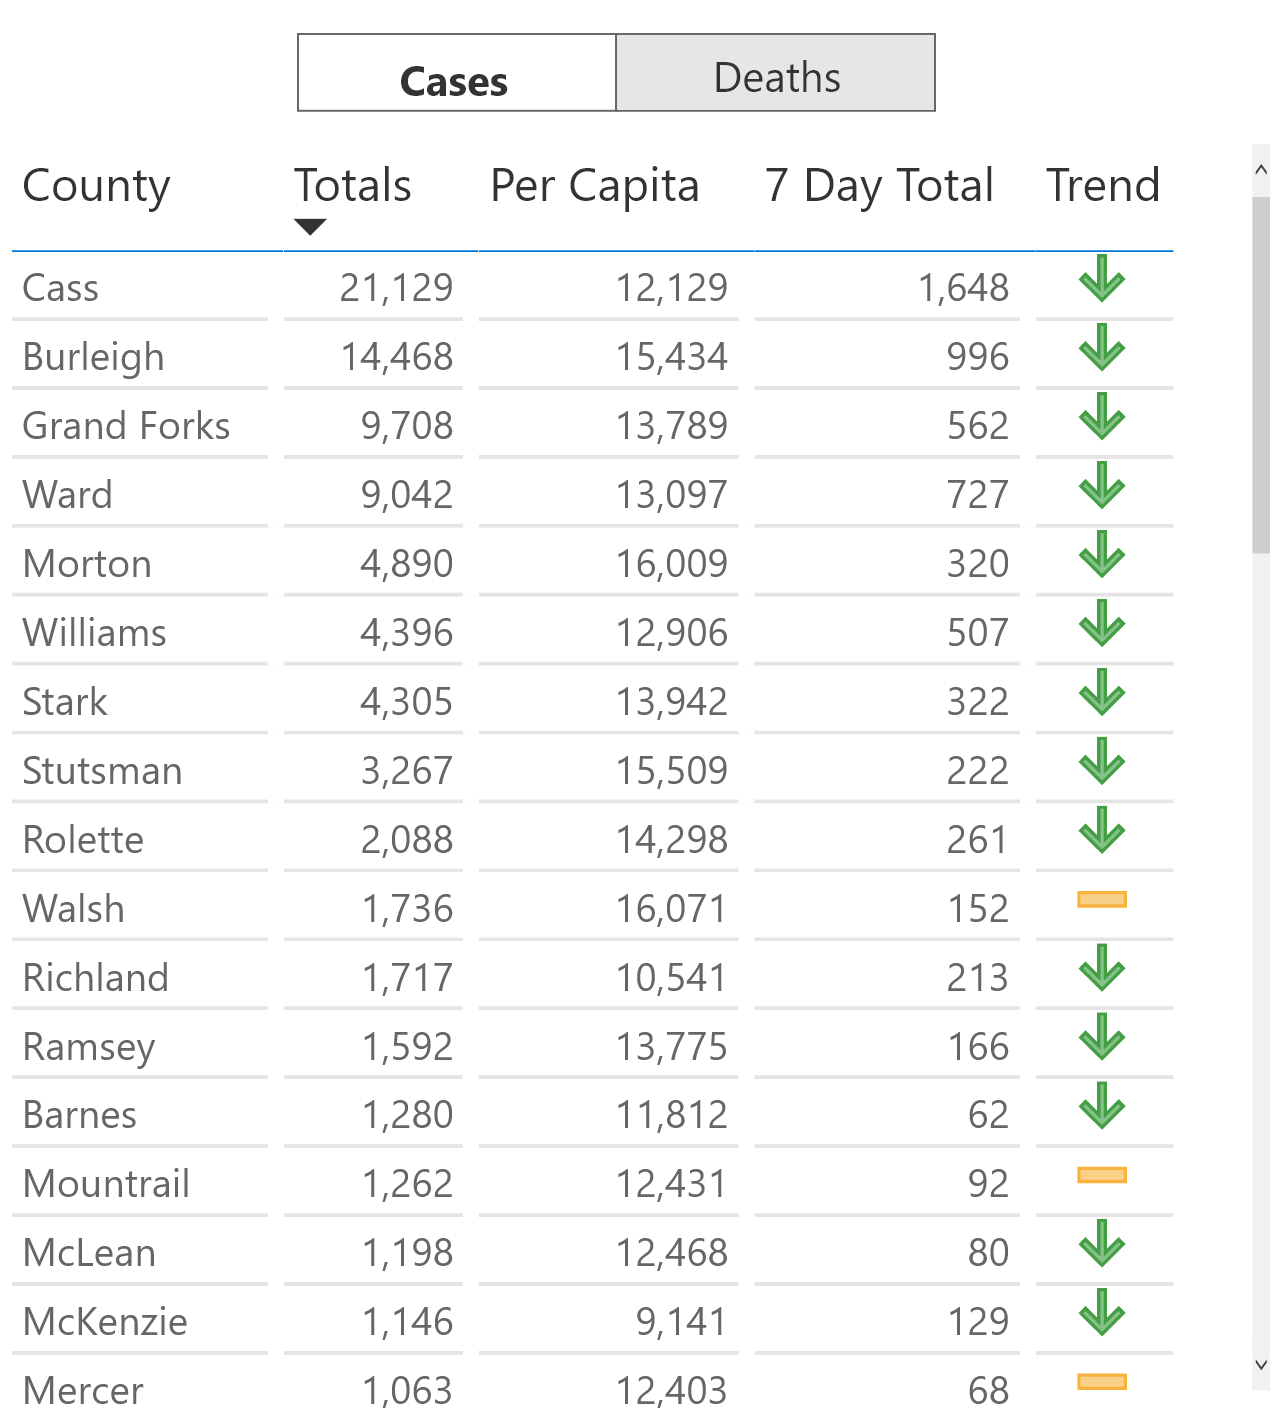 Cases Deaths
County Totals Per Capita 7 Day Total Trend
Cass 21,129 12,129 1,648
Burleigh 14,468 15,434 996
Grand Forks 9,708 13,789 562
Ward 9,042 13,097 727
Morton 4,890 16,009 320
Williams 4,396 12,906 507
Stark 4,305 13,942 322
Stutsman 3,267 15,509 222
Rolette 2,088 14,298 261
Walsh 1,736 16,071 152
Richland 1,717 10,541 213
Ramsey 1,592 13,775 166
Barnes 1,280 11,812 62
Mountrail 1,262 12,431 92
McLean 1,198 12,468 80
McKenzie 1,146 9,141 129
Mercer 1,063 12,403 68